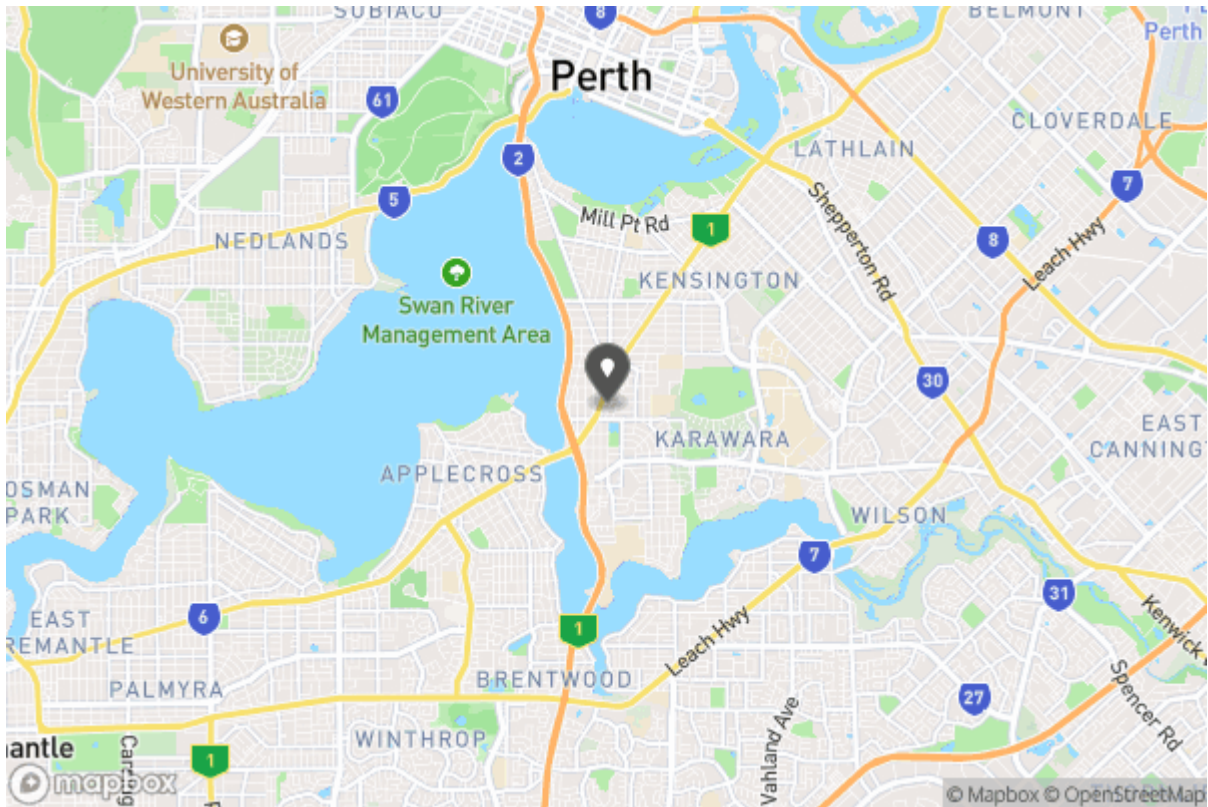 SUBIACO
8
BELMONT
Perth
University of
Western Australia
Perth
61
CLOVERDALE
2
LATHLAIN
7
5
Mill Pt Rd
Shepperton Rd
1
NEDLANDS
8
Leach Hwy
KENSINGTON
Swan River
Management Area
30
EAST
CANNINGT
KARAWARA
APPLECROSS
OSMAN
PARK
WILSON
7
EAST
REMANTLE
6
31
1
Leach Hwy
Kenwick
BRENTWOOD
PALMYRA
27
Spencer Rd
Vahland Ave
WINTHROP
mantle
1
mapbox
© Mapbox © OpenStreetMap